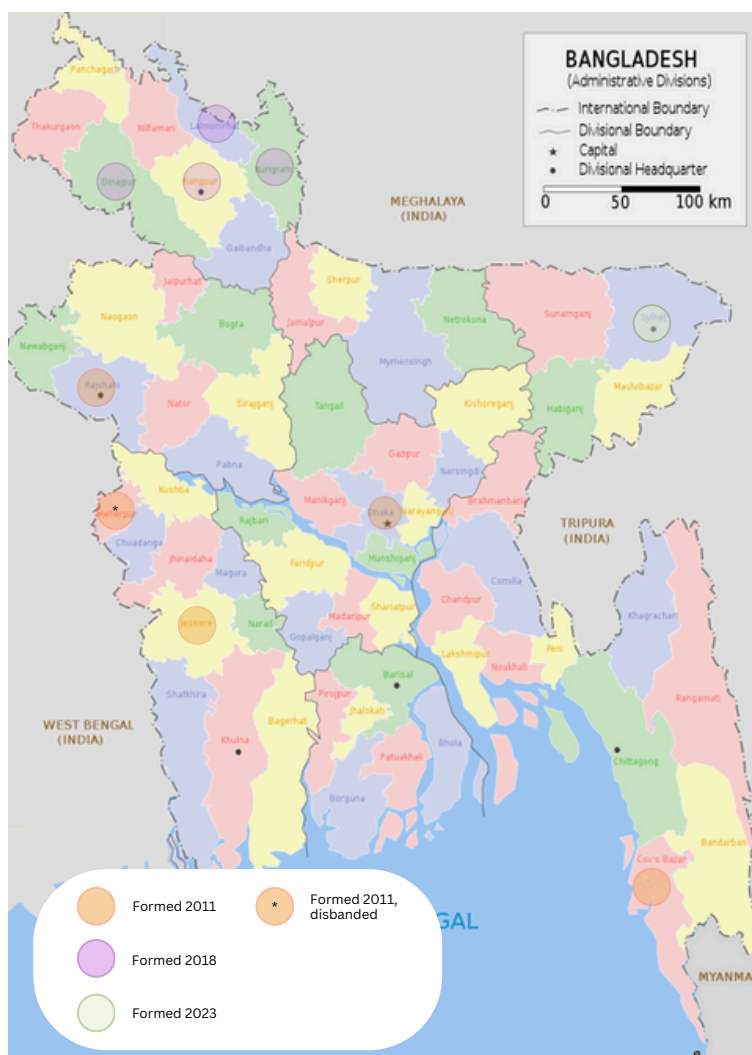 BANGLADESH
(Administrative Divisions)
International Boundary
Divisional Boundary
Capital
Divisional Headquarter
0 50 100 km
Panchagarh
Thakurgaon
Nilfamari
Lalmonirhat
Dinajpur
Rangpur
Kurigram
MEGHALAYA
(INDIA)
Gaibandha
Jaipurhat
Sherpur
Naogaon
Bogra
Jamalpur
Netrokona
Sunamganj
Sylhet
Nawabganj
Mymensingh
Rajshahi
Nator
Sirajganj
Tangail
Kishoreganj
Habiganj
Maulvibazar
Pabna
Gazipur
Narsingdi
Kushtia
*
Meherpur
Manikganj
Dhaka
Narayanganj
Brahmanbaria
Rajbari
TRIPURA
(INDIA)
Chuadanga
Jhinaidaha
Magura
Faridpur
Munshiganj
Comilla
Chandpur
Jessore
Narail
Gopalganj
Madaripur
Shariatpur
Khagrachari
Lakshmipur
Noakhali
Feni
Shatkhira
Bagerhat
Pirojpur
Barisal
Jhalokati
Rangamati
WEST BENGAL
(INDIA)
Khulna
Patuakhali
Bhola
Chittagong
Borguna
Bandarban
Cox's Bazar
Formed 2011
*
Formed 2011,
disbanded
Formed 2018
Formed 2023
GAL
MYANMA